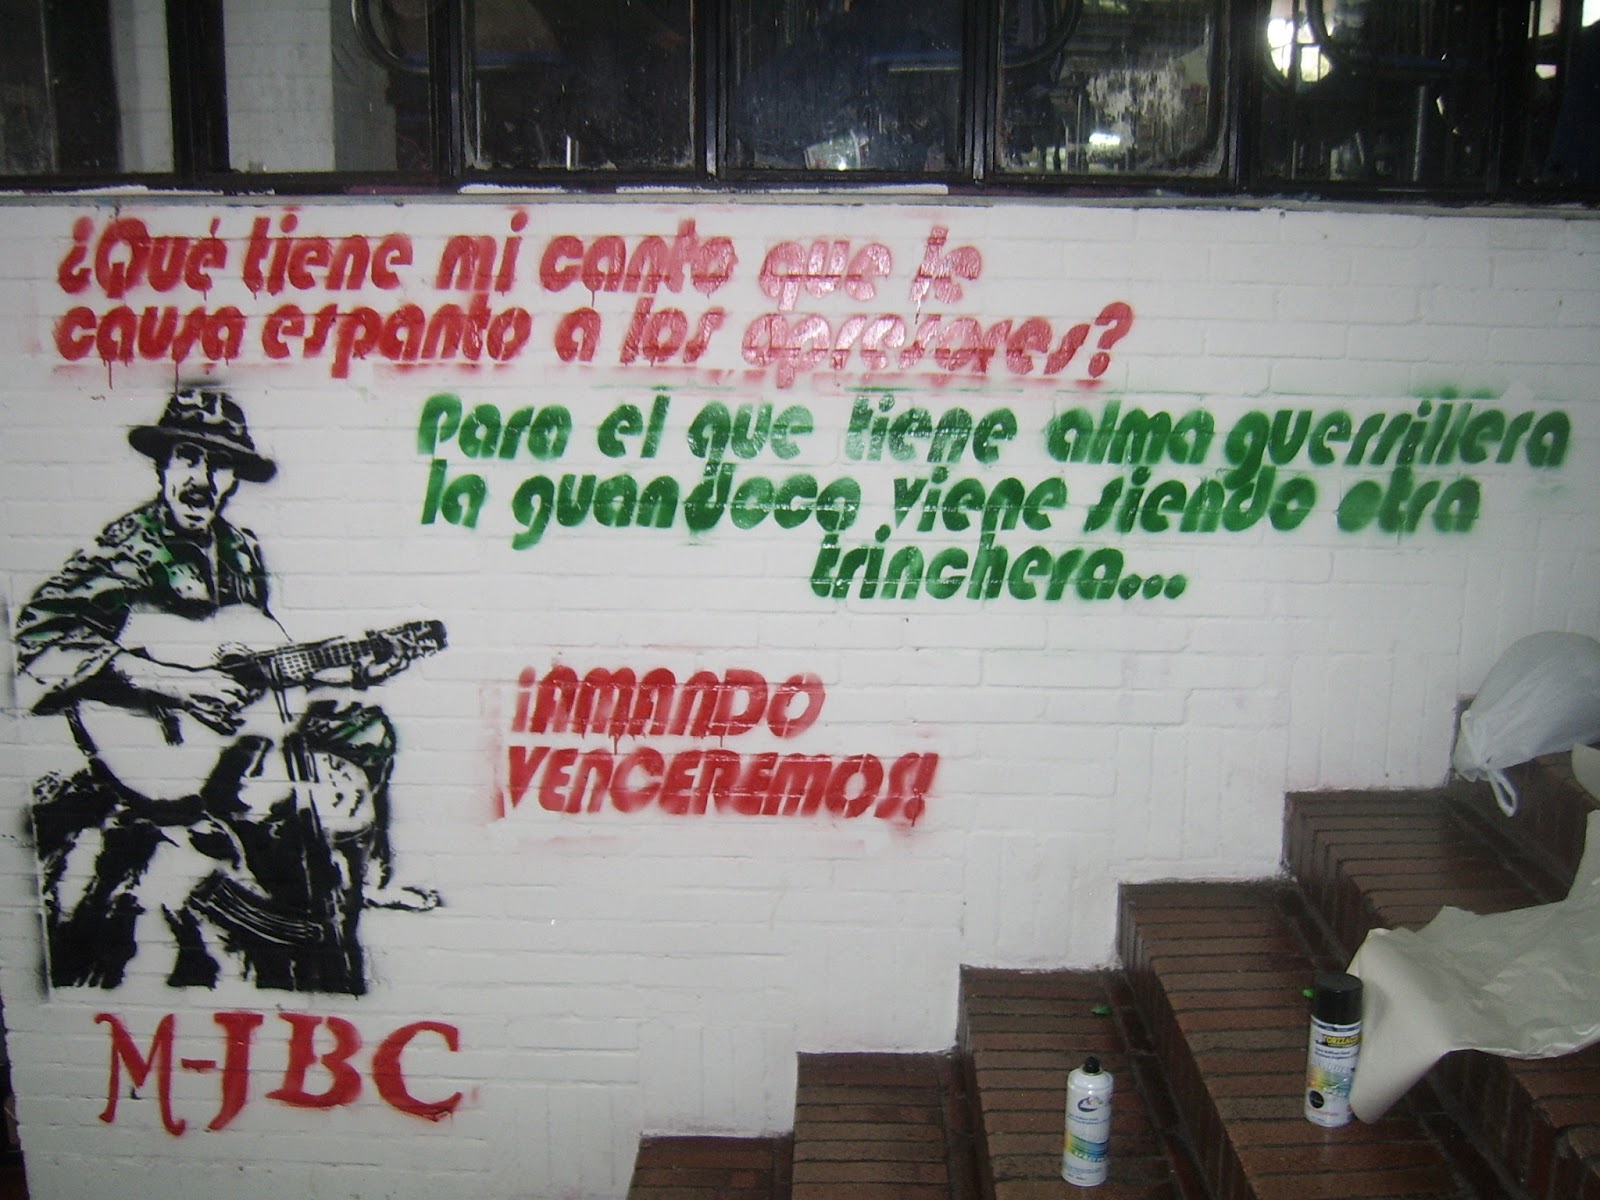 ¿Qué tiene mi canto que le
causa espanto a los opresores?
Para el que tiene alma guerrillera
la guandoca viene siendo otra
trinchera...
¡AMANDO
VENCEREMOS!
M-JBC